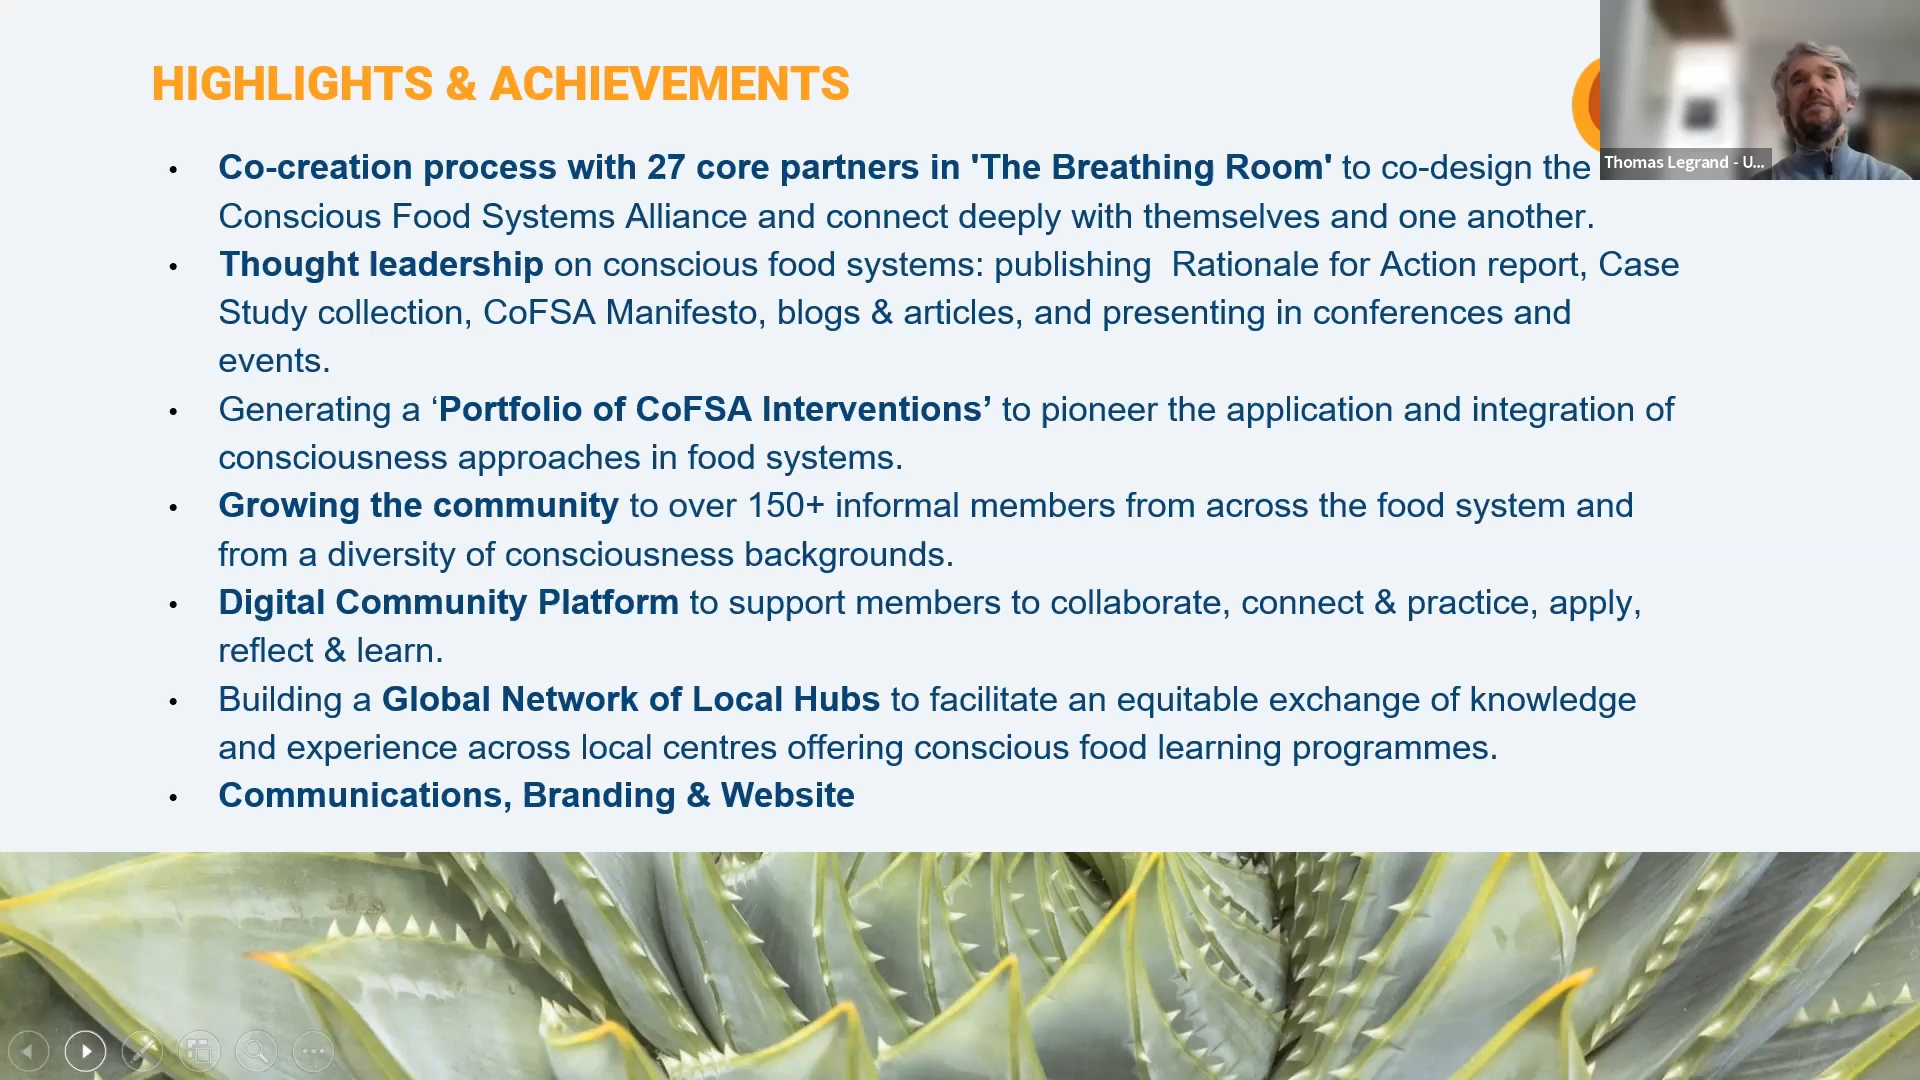 HIGHLIGHTS & ACHIEVEMENTS
Thomas Legrand - U...
• Co-creation process with 27 core partners in 'The Breathing Room' to co-design the
Conscious Food Systems Alliance and connect deeply with themselves and one another.
• Thought leadership on conscious food systems: publishing  Rationale for Action report, Case
Study collection, CoFSA Manifesto, blogs & articles, and presenting in conferences and
events.
• Generating a ‘Portfolio of CoFSA Interventions’ to pioneer the application and integration of
consciousness approaches in food systems.
• Growing the community to over 150+ informal members from across the food system and
from a diversity of consciousness backgrounds.
• Digital Community Platform to support members to collaborate, connect & practice, apply,
reflect & learn.
• Building a Global Network of Local Hubs to facilitate an equitable exchange of knowledge
and experience across local centres offering conscious food learning programmes.
• Communications, Branding & Website